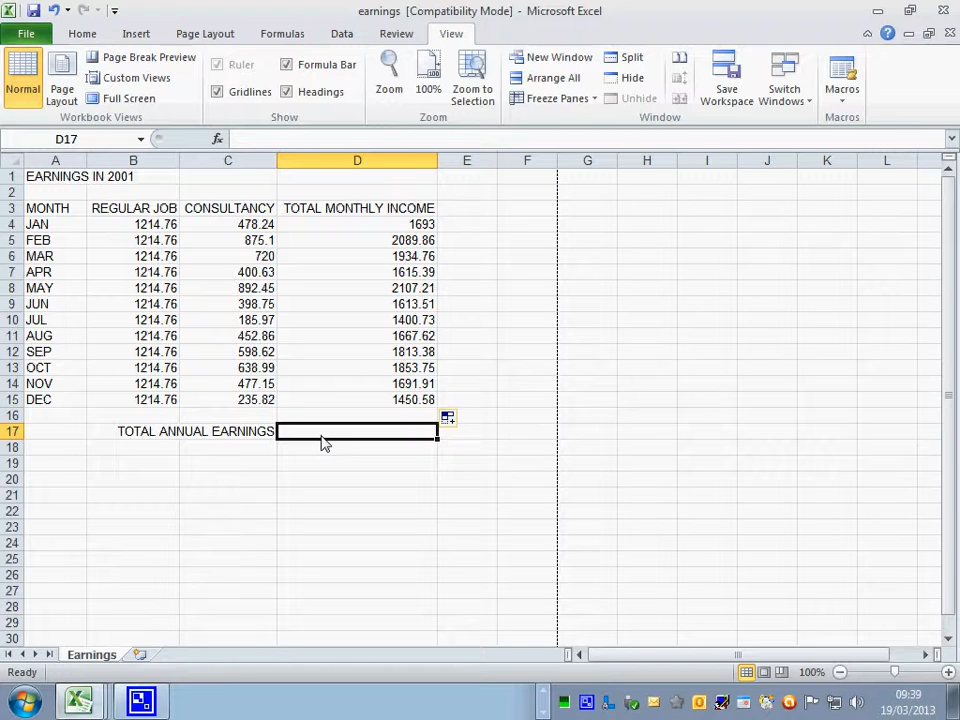 earnings [Compatibility Mode] - Microsoft Excel
File Home Insert Page Layout Formulas Data Review View
Normal
Page Layout
Page Break Preview
Custom Views
Full Screen
Workbook Views
Ruler
Formula Bar
Gridlines
Headings
Show
Zoom
100%
Zoom to Selection
Zoom
New Window
Arrange All
Freeze Panes
Split
Hide
Unhide
Save Workspace
Switch Windows
Window
Macros
Macros
D17 fx
A B C D E F G H I J K L
1 EARNINGS IN 2001
2
3 MONTH REGULAR JOB CONSULTANCY TOTAL MONTHLY INCOME
4 JAN 1214.76 478.24 1693
5 FEB 1214.76 875.1 2089.86
6 MAR 1214.76 720 1934.76
7 APR 1214.76 400.63 1615.39
8 MAY 1214.76 892.45 2107.21
9 JUN 1214.76 398.75 1613.51
10 JUL 1214.76 185.97 1400.73
11 AUG 1214.76 452.86 1667.62
12 SEP 1214.76 598.62 1813.38
13 OCT 1214.76 638.99 1853.75
14 NOV 1214.76 477.15 1691.91
15 DEC 1214.76 235.82 1450.58
16
17 TOTAL ANNUAL EARNINGS
18
19
20
21
22
23
24
25
26
27
28
29
30
Earnings
Ready 100%
09:39
19/03/2013